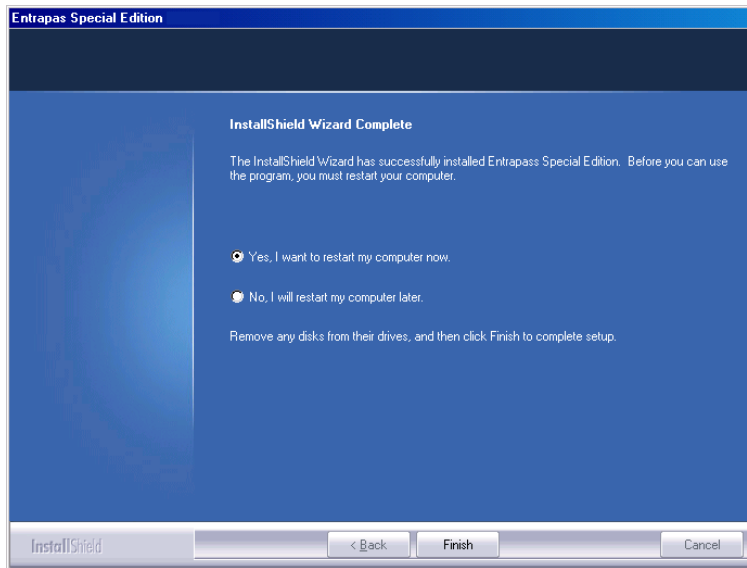 Entrapas Special Edition
InstallShield Wizard Complete
The InstallShield Wizard has successfully installed Entrapass Special Edition. Before you can use
the program, you must restart your computer.
Yes, I want to restart my computer now.
No, I will restart my computer later.
Remove any disks from their drives, and then click Finish to complete setup.
InstallShield
< Back
Finish
Cancel